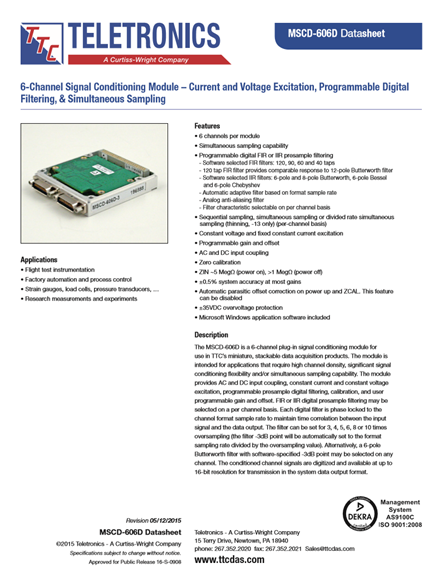 TTC
TELETRONICS
A Curtiss-Wright Company
MSCD-606D Datasheet
6-Channel Signal Conditioning Module – Current and Voltage Excitation, Programmable Digital
Filtering, & Simultaneous Sampling
MSCD-606D-3
Applications
• Flight test instrumentation
• Factory automation and process control
• Strain gauges, load cells, pressure transducers, ...
• Research measurements and experiments
Features
• 6 channels per module
• Simultaneous sampling capability
• Programmable digital FIR or IIR presample filtering
- Software selected FIR filters: 120, 90, 60 and 40 taps
- 120 tap FIR filter provides comparable response to 12-pole Butterworth filter
- Software selected IIR filters: 6-pole and 6-pole Butterworth, 6-pole Bessel
and 6-pole Chebyshev
- Automatic adaptive filter based on format sample rate
- Analog anti-aliasing filter
- Filter characteristic selectable on per channel basis
• Sequential sampling, simultaneous sampling or divided rate simultaneous
sampling (thinning, -13 only) (per-channel basis)
• Constant voltage and fixed constant current excitation
• Programmable gain and offset
• AC and DC input coupling
• Zero calibration
• ZIN ~5 MegΩ (power on), >1 MegΩ (power off)
• ±0.5% system accuracy at most gains
• Automatic parasitic offset correction on power up and ZCAL. This feature
can be disabled
• ±35VDC overvoltage protection
• Microsoft Windows application software included
Description
The MSCD-606D is a 6-channel plug-in signal conditioning module for
use in TTC's miniature, stackable data acquisition products. The module is
intended for applications that require high channel density, significant signal
conditioning flexibility and/or simultaneous sampling capability. The module
provides AC and DC input coupling, constant current and constant voltage
excitation, programmable presample digital filtering, calibration, and user
programmable gain and offset. FIR or IIR digital presample filtering may be
selected on a per channel basis. Each digital filter is phase locked to the
channel format sample rate to maintain time correlation between the input
signal and the output data. The filter can be set for 3, 4, 5, 6, 8 or 10 times
oversampling (the filter -3dB point will be automatically set to the format
sampling rate divided by the oversampling value). Alternatively, a 6-pole
Butterworth filter with software-specified -3dB point may be selected on any
channel. The conditioned channel signals are digitized and available at up to
16-bit resolution for transmission in the system data output format.
DEKRA
Management
System
AS9100C
ISO 9001:2008
Revision 05/12/2015
MSCD-606D Datasheet
©2015 Teletronics - A Curtiss-Wright Company
Specifications subject to change without notice.
Approved for Public Release 16-S-0908
Teletronics - A Curtiss-Wright Company
15 Terry Drive, Newtown, PA 18940
phone: 267.352.2020 fax: 267.352.2021 Sales@ttcdas.com
www.ttcdas.com